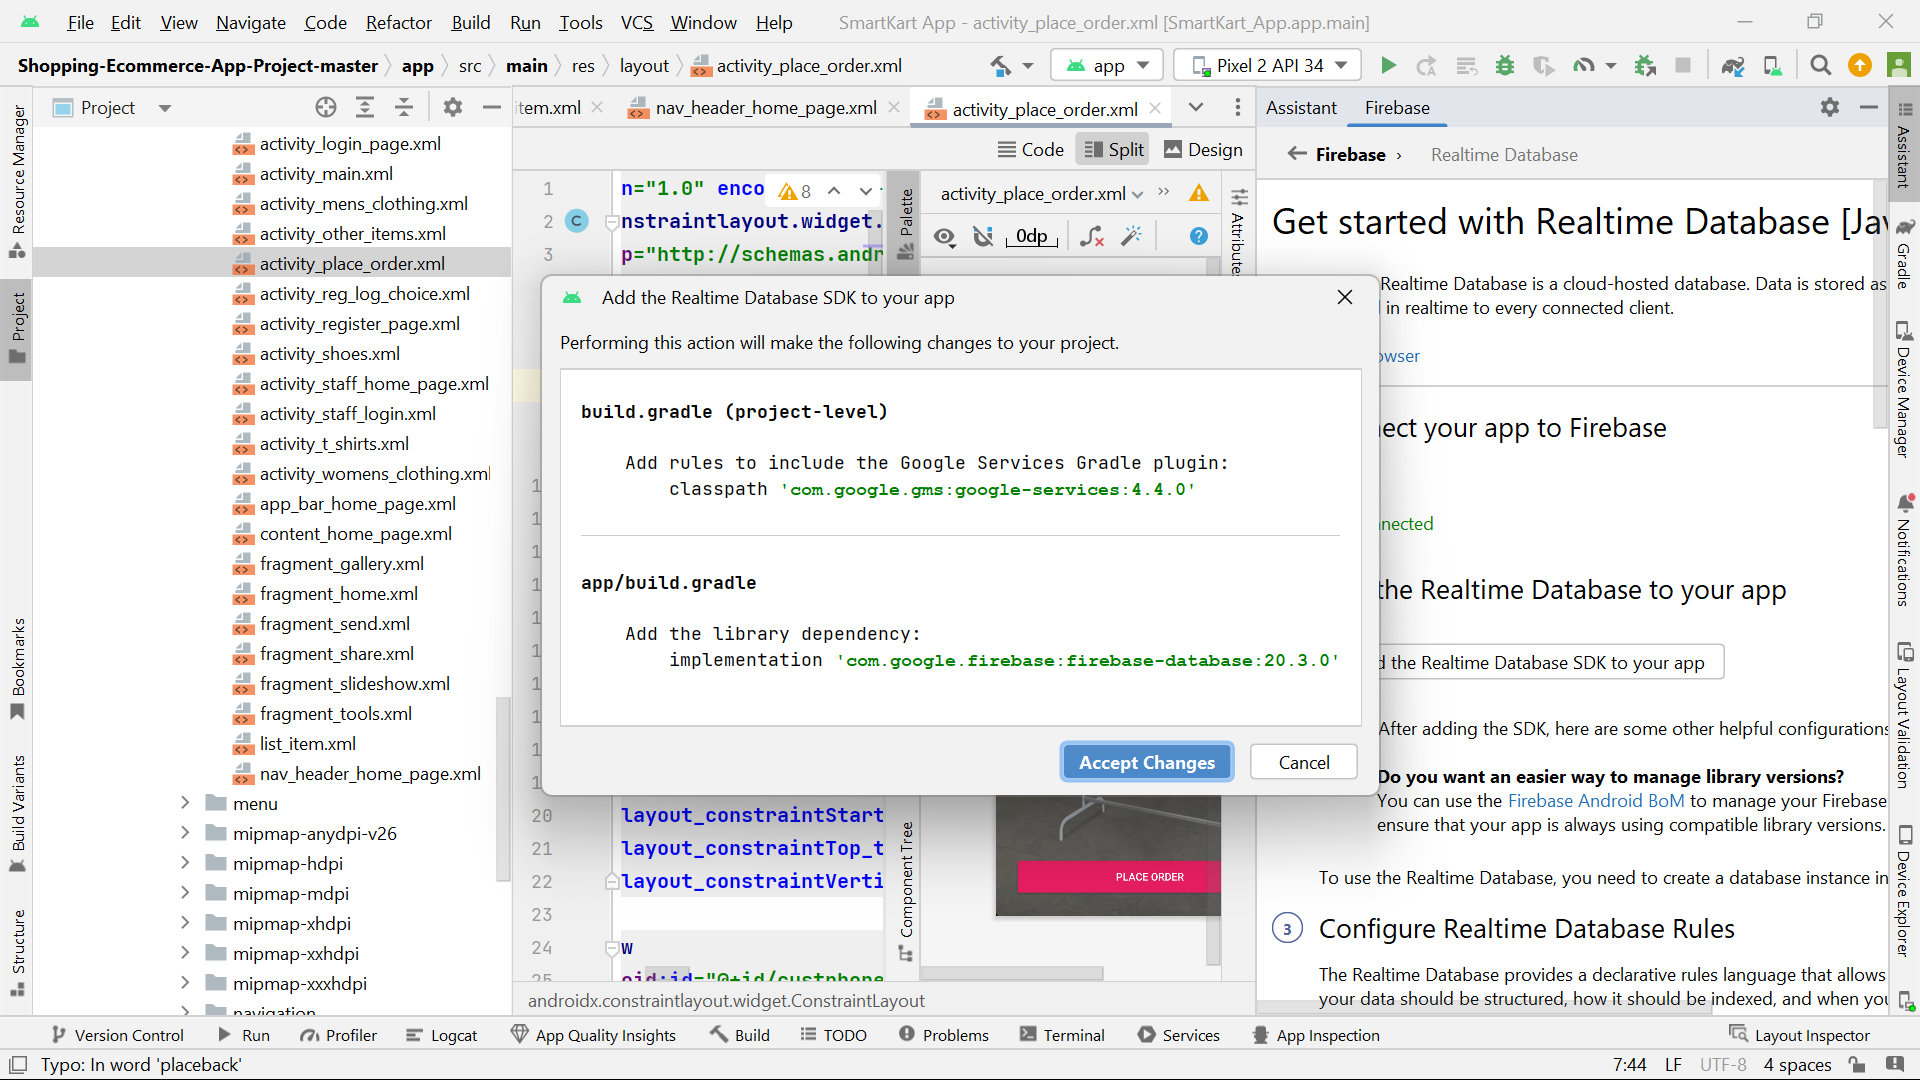 File Edit View Navigate Code Refactor Build Run Tools VCS Window Help SmartKart App - activity_place_order.xml [SmartKart_App.app.main]
Shopping-Ecommerce-App-Project-master app src main res layout activity_place_order.xml app Pixel 2 API 34
Project
item.xml nav_header_home_page.xml activity_place_order.xml
Assistant Firebase
Code Split Design
Firebase › Realtime Database
Resource Manager
Project
Bookmarks
Build Variants
Structure
activity_login_page.xml
activity_main.xml
activity_mens_clothing.xml
activity_other_items.xml
activity_place_order.xml
activity_reg_log_choice.xml
activity_register_page.xml
activity_shoes.xml
activity_staff_home_page.xml
activity_staff_login.xml
activity_t_shirts.xml
activity_womens_clothing.xml
app_bar_home_page.xml
content_home_page.xml
fragment_gallery.xml
fragment_home.xml
fragment_send.xml
fragment_share.xml
fragment_slideshow.xml
fragment_tools.xml
list_item.xml
nav_header_home_page.xml
menu
mipmap-anydpi-v26
mipmap-hdpi
mipmap-mdpi
mipmap-xhdpi
mipmap-xxhdpi
mipmap-xxxhdpi
navigation
1 n="1.0" enco 8
2 C nstraintlayout.widget.
3 p="http://schemas.andr
Palette
activity_place_order.xml
0dp
Attributes
Add the Realtime Database SDK to your app
Performing this action will make the following changes to your project.
build.gradle (project-level)
Add rules to include the Google Services Gradle plugin:
classpath 'com.google.gms:google-services:4.4.0'
app/build.gradle
Add the library dependency:
implementation 'com.google.firebase:firebase-database:20.3.0'
Accept Changes Cancel
20 layout_constraintStart
21 layout_constraintTop_t
22 layout_constraintVerti
23
24 w
25 oid:id="@+id/custphone
Component Tree
PLACE ORDER
androidx.constraintlayout.widget.ConstraintLayout
Get started with Realtime Database [Jav
Realtime Database is a cloud-hosted database. Data is stored as
in realtime to every connected client.
owser
nect your app to Firebase
nnected
the Realtime Database to your app
d the Realtime Database SDK to your app
After adding the SDK, here are some other helpful configurations
Do you want an easier way to manage library versions?
You can use the Firebase Android BoM to manage your Firebase
ensure that your app is always using compatible library versions.
To use the Realtime Database, you need to create a database instance in
3 Configure Realtime Database Rules
The Realtime Database provides a declarative rules language that allows
your data should be structured, how it should be indexed, and when you
Assistant
Gradle
Device Manager
Notifications
Layout Validation
Device Explorer
Version Control Run Profiler Logcat App Quality Insights Build TODO Problems Terminal Services App Inspection Layout Inspector
Typo: In word 'placeback' 7:44 LF UTF-8 4 spaces